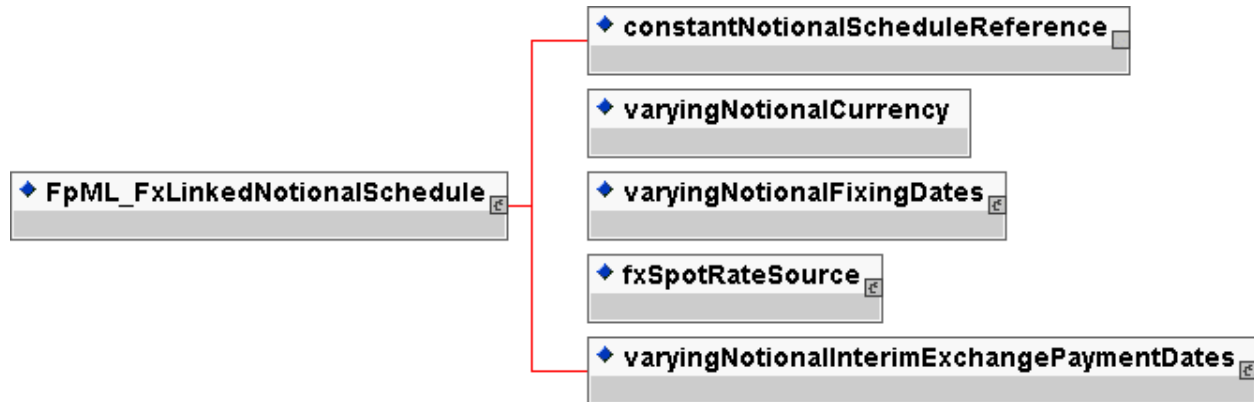 constantNotionalScheduleReference
varyingNotionalCurrency
FpML_FxLinkedNotionalSchedule
varyingNotionalFixingDates
fxSpotRateSource
varyingNotionalInterimExchangePaymentDates